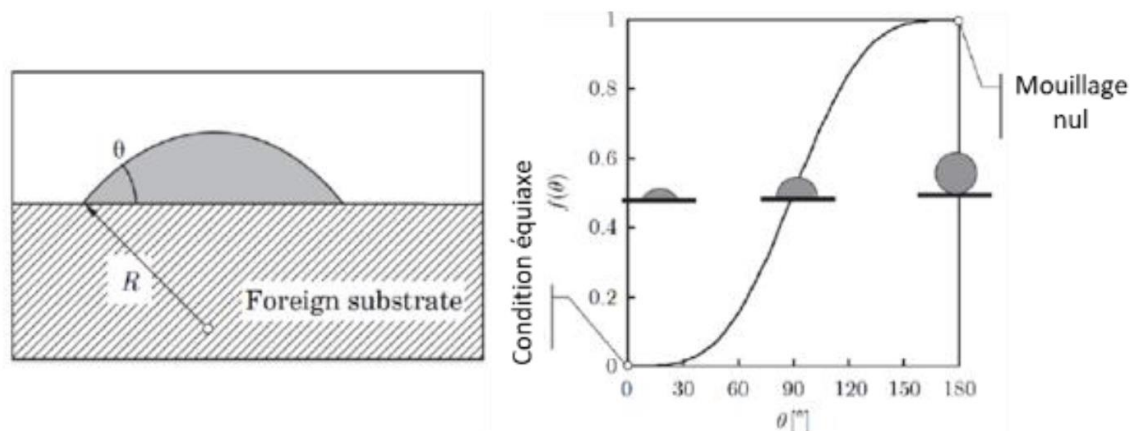 θ
R
Foreign substrate
Condition équiaxe
f(θ)
1
0.8
0.6
0.4
0.2
0
0 30 60 90 120 150 180
θ [°]
Mouillage
nul